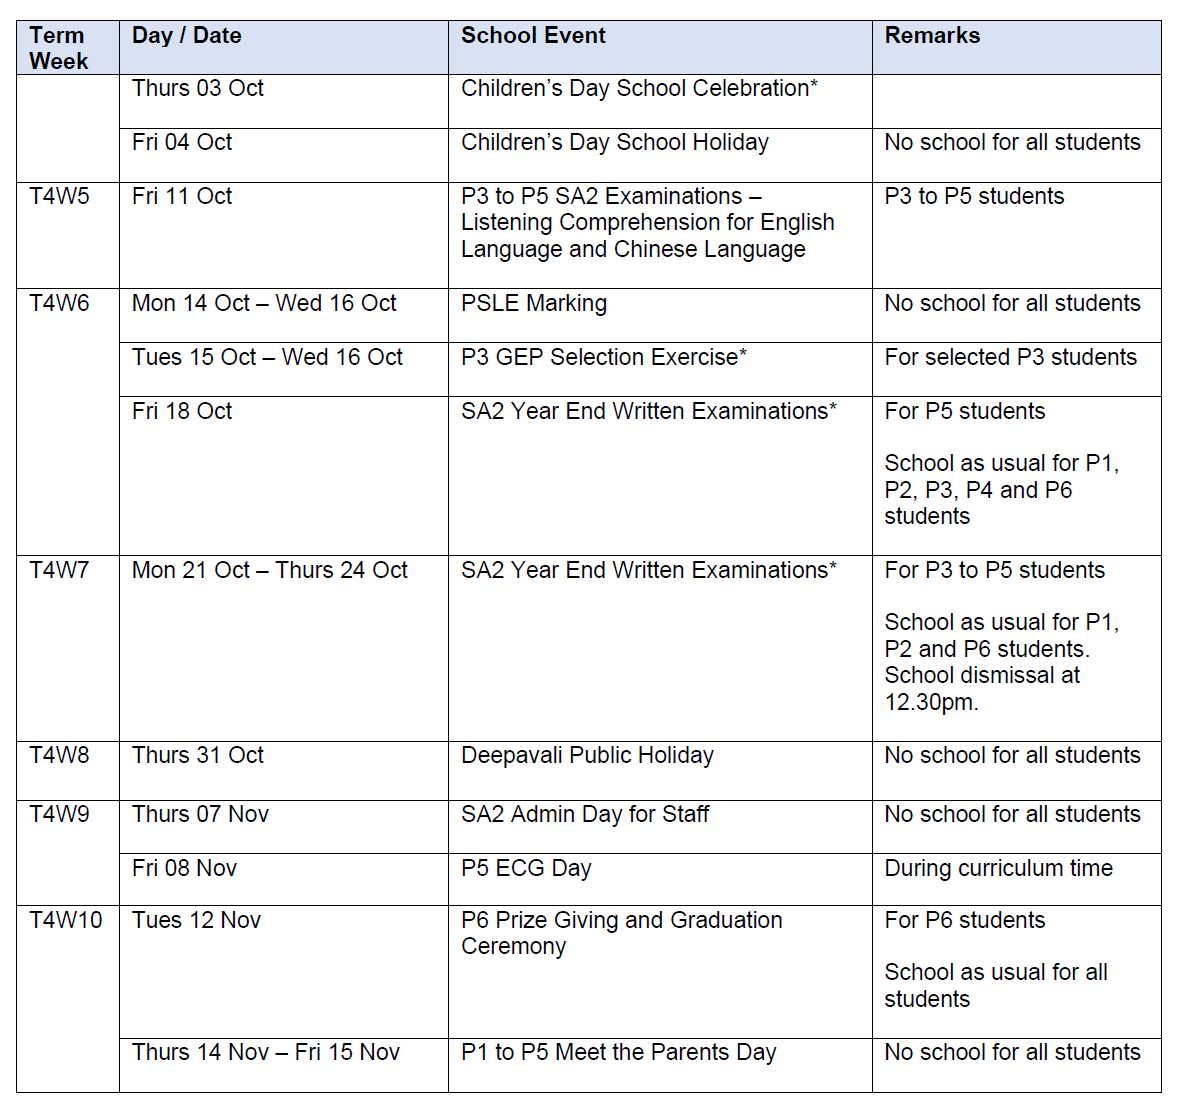 Term Week
Day / Date
School Event
Remarks
Thurs 03 Oct
Children’s Day School Celebration*
Fri 04 Oct
Children’s Day School Holiday
No school for all students
T4W5
Fri 11 Oct
P3 to P5 SA2 Examinations –
Listening Comprehension for English
Language and Chinese Language
P3 to P5 students
T4W6
Mon 14 Oct – Wed 16 Oct
PSLE Marking
No school for all students
Tues 15 Oct – Wed 16 Oct
P3 GEP Selection Exercise*
For selected P3 students
Fri 18 Oct
SA2 Year End Written Examinations*
For P5 students
School as usual for P1,
P2, P3, P4 and P6
students
T4W7
Mon 21 Oct – Thurs 24 Oct
SA2 Year End Written Examinations*
For P3 to P5 students
School as usual for P1,
P2 and P6 students.
School dismissal at
12.30pm.
T4W8
Thurs 31 Oct
Deepavali Public Holiday
No school for all students
T4W9
Thurs 07 Nov
SA2 Admin Day for Staff
No school for all students
Fri 08 Nov
P5 ECG Day
During curriculum time
T4W10
Tues 12 Nov
P6 Prize Giving and Graduation
Ceremony
For P6 students
School as usual for all
students
Thurs 14 Nov – Fri 15 Nov
P1 to P5 Meet the Parents Day
No school for all students